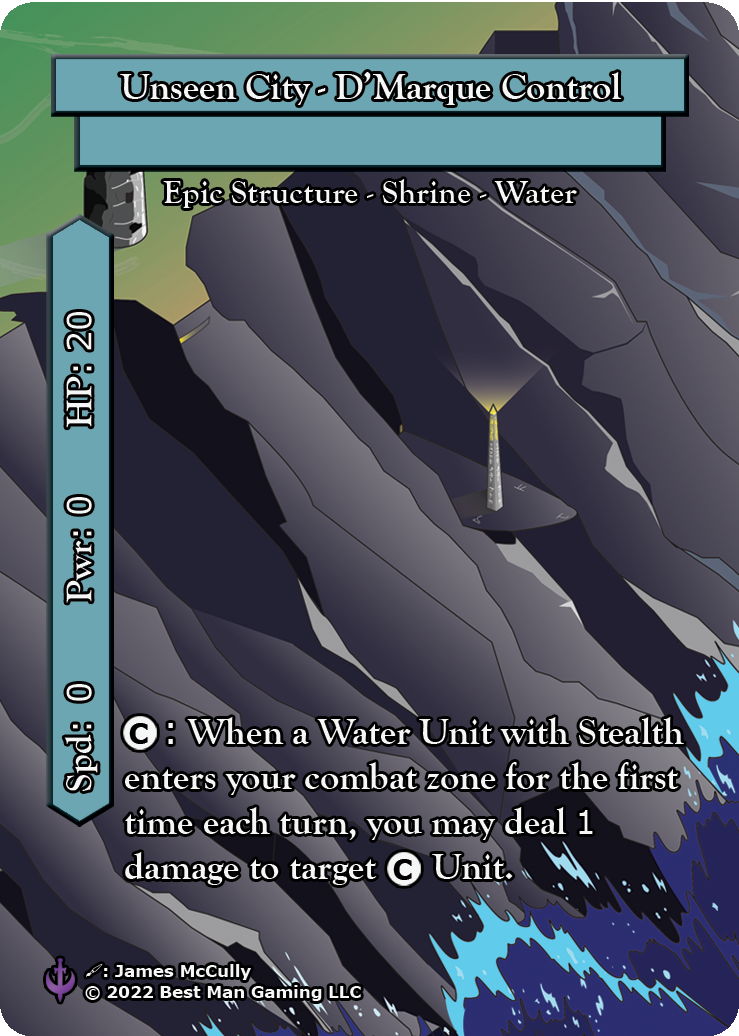 Unseen City - D'Marque Control
Epic Structure - Shrine - Water
HP: 20
Pwr: 0
Spd: 0
©: When a Water Unit with Stealth
enters your combat zone for the first
time each turn, you may deal 1
damage to target © Unit.
🖌: James McCully
© 2022 Best Man Gaming LLC